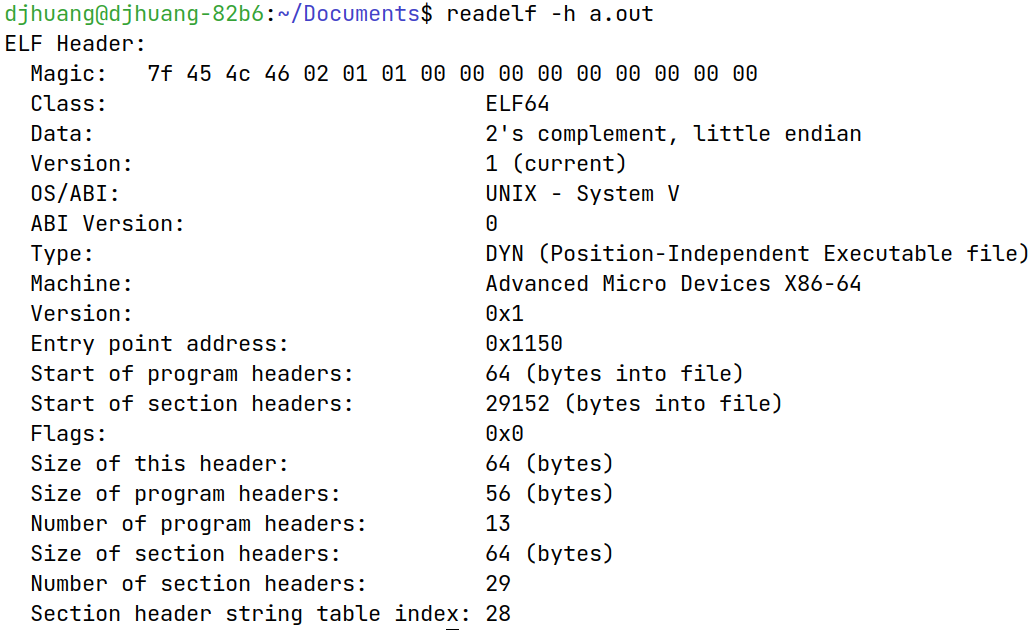 djhuang@djhuang-82b6:~/Documents$ readelf -h a.out
ELF Header:
  Magic:   7f 45 4c 46 02 01 01 00 00 00 00 00 00 00 00 00
  Class:                             ELF64
  Data:                              2's complement, little endian
  Version:                           1 (current)
  OS/ABI:                            UNIX - System V
  ABI Version:                       0
  Type:                              DYN (Position-Independent Executable file)
  Machine:                           Advanced Micro Devices X86-64
  Version:                           0x1
  Entry point address:               0x1150
  Start of program headers:          64 (bytes into file)
  Start of section headers:          29152 (bytes into file)
  Flags:                             0x0
  Size of this header:               64 (bytes)
  Size of program headers:           56 (bytes)
  Number of program headers:         13
  Size of section headers:           64 (bytes)
  Number of section headers:         29
  Section header string table index: 28